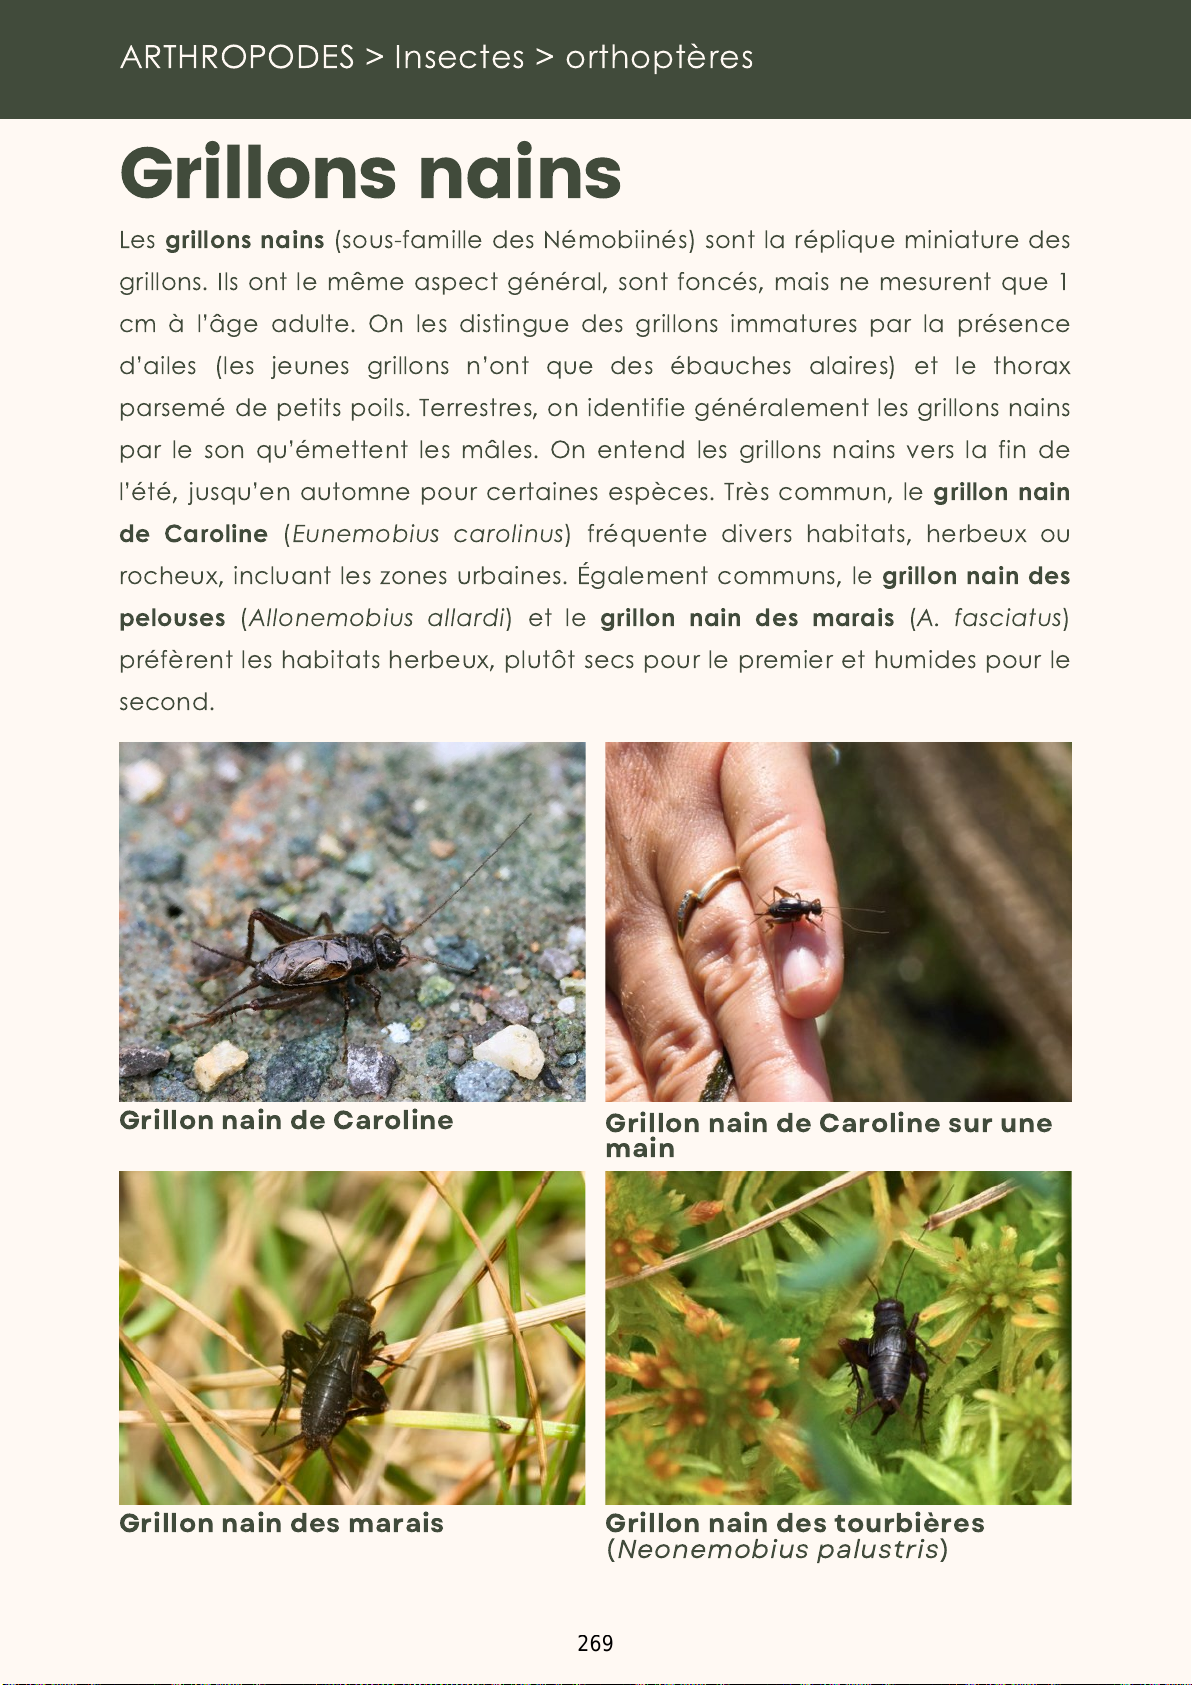 ARTHROPODES > Insectes > orthoptères
Grillons nains
Les grillons nains (sous-famille des Némobiinés) sont la réplique miniature des
grillons. Ils ont le même aspect général, sont foncés, mais ne mesurent que 1
cm à l'âge adulte. On les distingue des grillons immatures par la présence
d'ailes (les jeunes grillons n'ont que des ébauches alaires) et le thorax
parsemé de petits poils. Terrestres, on identifie généralement les grillons nains
par le son qu'émettent les mâles. On entend les grillons nains vers la fin de
l'été, jusqu'en automne pour certaines espèces. Très commun, le grillon nain
de Caroline (Eunemobius carolinus) fréquente divers habitats, herbeux ou
rocheux, incluant les zones urbaines. Également communs, le grillon nain des
pelouses (Allonemobius allardi) et le grillon nain des marais (A. fasciatus)
préfèrent les habitats herbeux, plutôt secs pour le premier et humides pour le
second.
Grillon nain de Caroline
Grillon nain de Caroline sur une
main
Grillon nain des marais
Grillon nain des tourbières
(Neonemobius palustris)
269